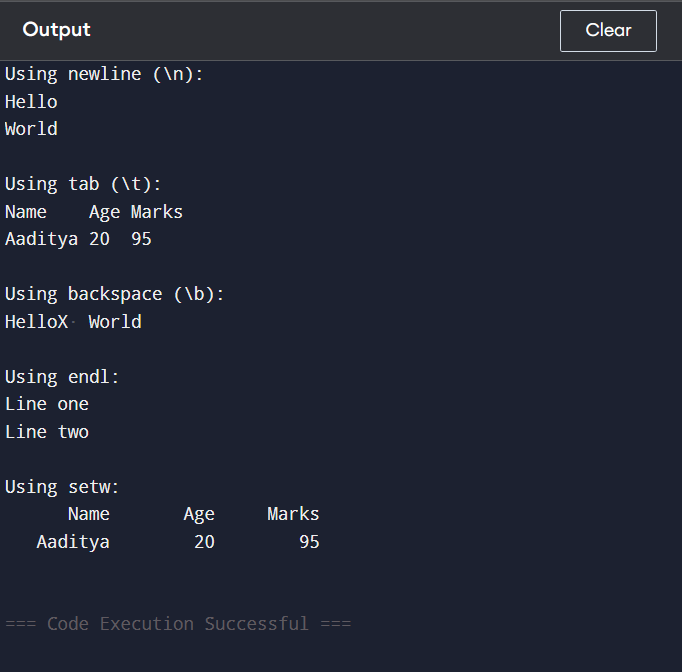 Output
Clear
Using newline (\n):
Hello
World

Using tab (\t):
Name    Age Marks
Aaditya 20  95

Using backspace (\b):
HelloX· World

Using endl:
Line one
Line two

Using setw:
      Name       Age     Marks
   Aaditya        20        95

=== Code Execution Successful ===